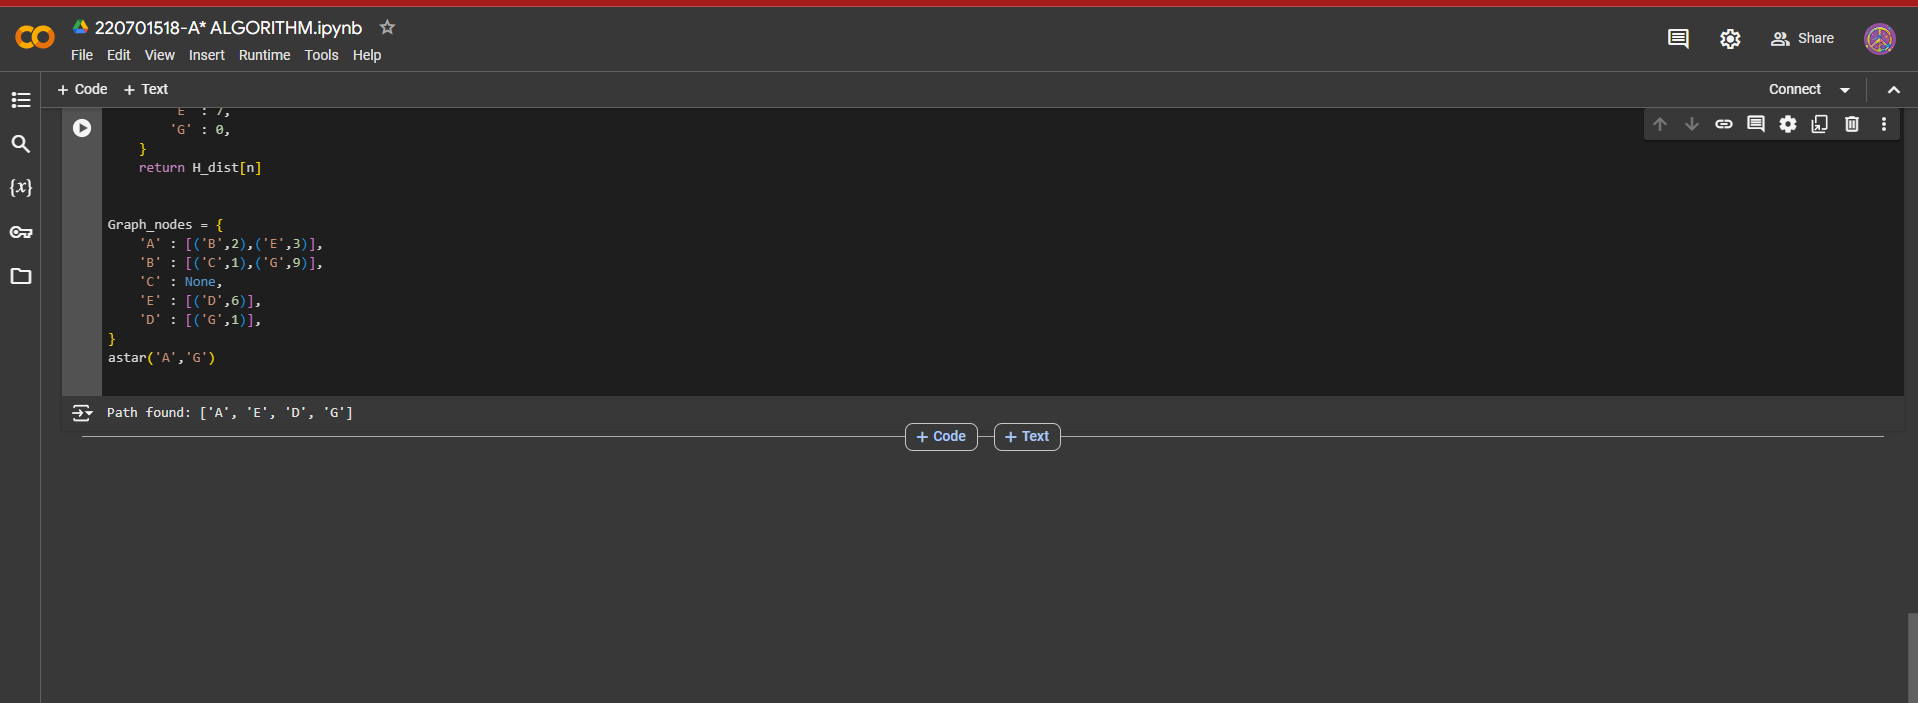 220701518-A* ALGORITHM.ipynb
File Edit View Insert Runtime Tools Help
Share
+ Code + Text
Connect
{x}
'E' : 7,
'G' : 0,
}
return H_dist[n]
Graph_nodes = {
'A' : [('B',2),('E',3)],
'B' : [('C',1),('G',9)],
'C' : None,
'E' : [('D',6)],
'D' : [('G',1)],
}
astar('A','G')
Path found: ['A', 'E', 'D', 'G']
+ Code + Text